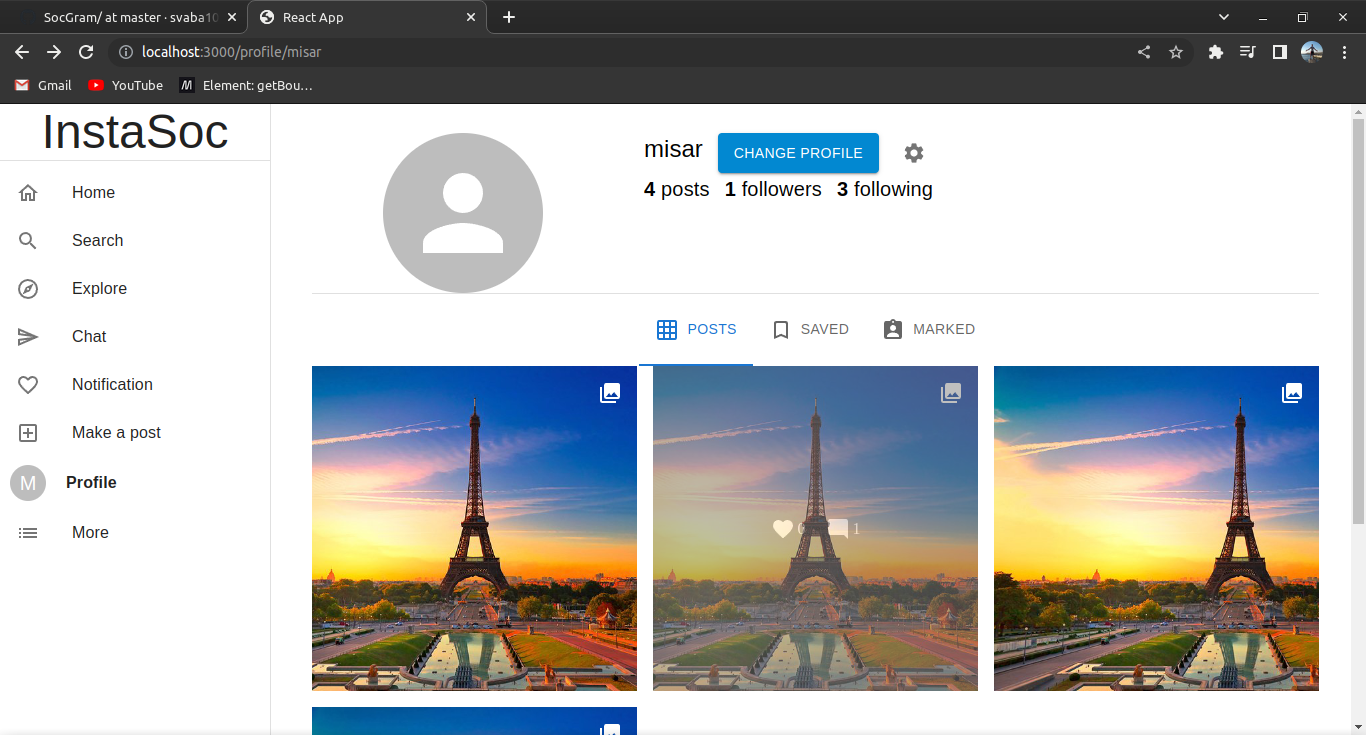 SocGram/ at master · svaba10
React App
localhost:3000/profile/misar
Gmail
YouTube
M
Element: getBou…
InstaSoc
misar
CHANGE PROFILE
4 posts 1 followers 3 following
Home
Search
Explore
Chat
Notification
Make a post
M
Profile
More
POSTS
SAVED
MARKED
1